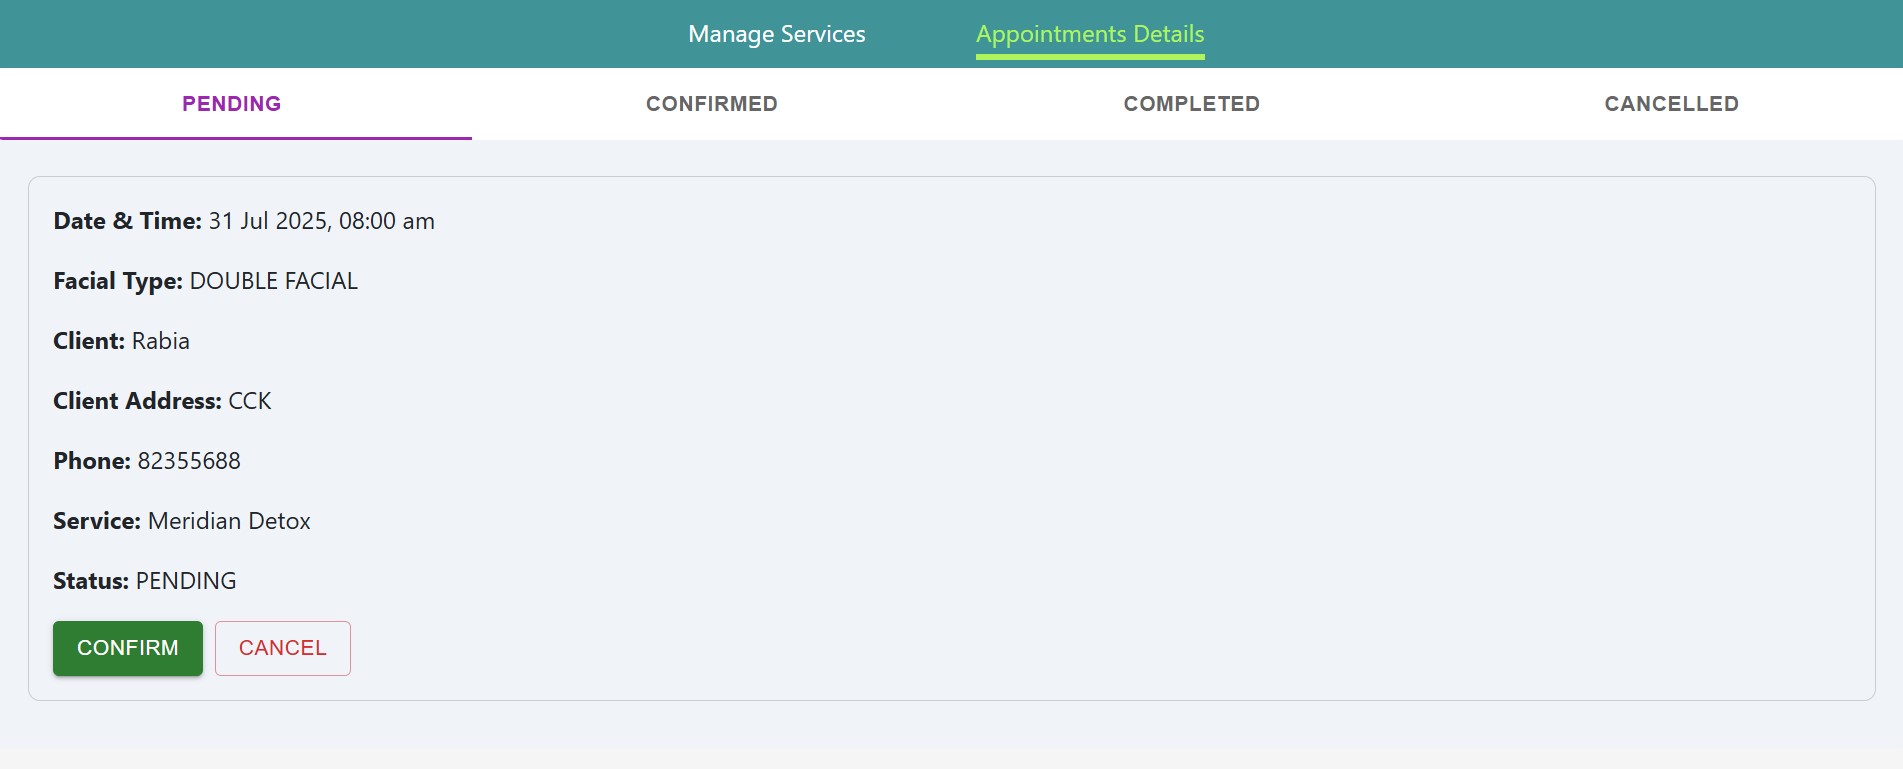 Manage Services Appointments Details
PENDING CONFIRMED COMPLETED CANCELLED
Date & Time: 31 Jul 2025, 08:00 am
Facial Type: DOUBLE FACIAL
Client: Rabia
Client Address: CCK
Phone: 82355688
Service: Meridian Detox
Status: PENDING
CONFIRM CANCEL